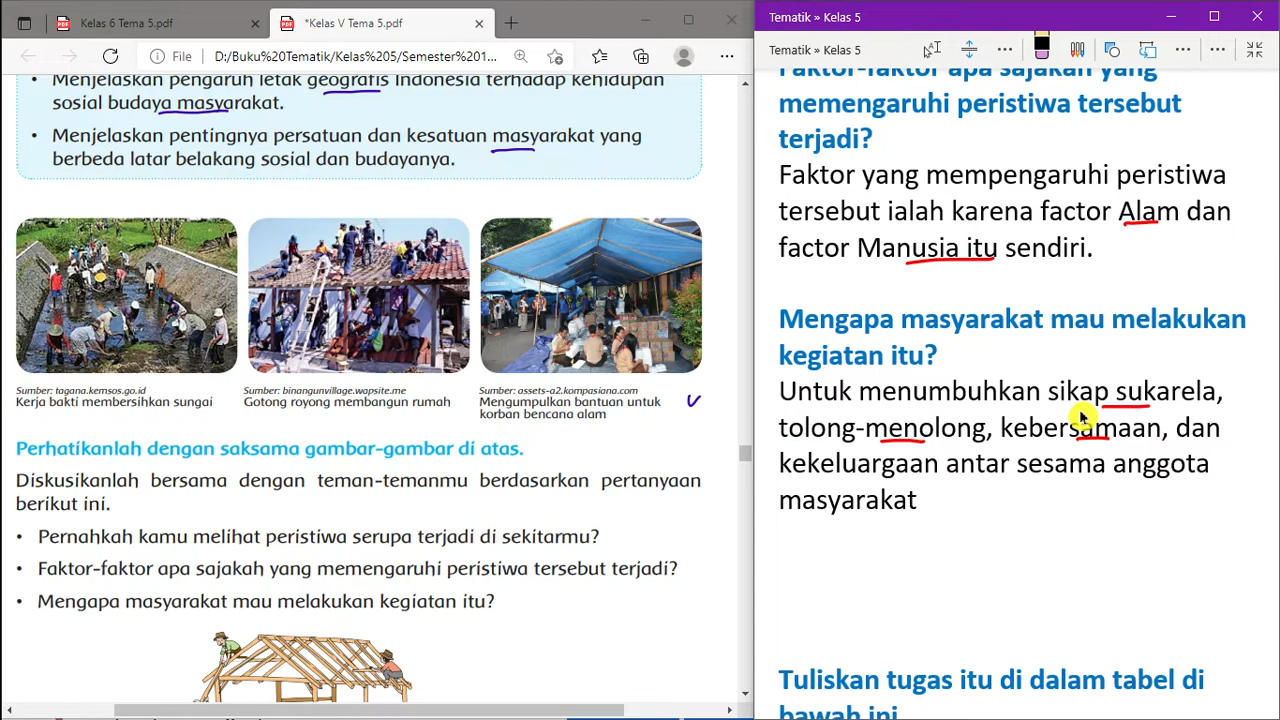 Kelas 6 Tema 5.pdf
*Kelas V Tema 5.pdf
File
D:/Buku%20Tematik/Kelas%205/Semester%201...
Menjelaskan pengaruh letak geografis Indonesia terhadap kehidupan
sosial budaya masyarakat.
• Menjelaskan pentingnya persatuan dan kesatuan masyarakat yang
berbeda latar belakang sosial dan budayanya.
Sumber: tagana.kemsos.go.id
Kerja bakti membersihkan sungai
Sumber: binangunvillage.wapsite.me
Gotong royong membangun rumah
Sumber: assets-a2.kompasiana.com
Mengumpulkan bantuan untuk
korban bencana alam
Perhatikanlah dengan saksama gambar-gambar di atas.
Diskusikanlah bersama dengan teman-temanmu berdasarkan pertanyaan
berikut ini.
• Pernahkah kamu melihat peristiwa serupa terjadi di sekitarmu?
• Faktor-faktor apa sajakah yang memengaruhi peristiwa tersebut terjadi?
• Mengapa masyarakat mau melakukan kegiatan itu?
Tematik » Kelas 5
Tematik » Kelas 5
Faktor-faktor apa sajakan yang
memengaruhi peristiwa tersebut
terjadi?
Faktor yang mempengaruhi peristiwa
tersebut ialah karena factor Alam dan
factor Manusia itu sendiri.
Mengapa masyarakat mau melakukan
kegiatan itu?
Untuk menumbuhkan sikap sukarela,
tolong-menolong, kebersamaan, dan
kekeluargaan antar sesama anggota
masyarakat
Tuliskan tugas itu di dalam tabel di
bawah ini